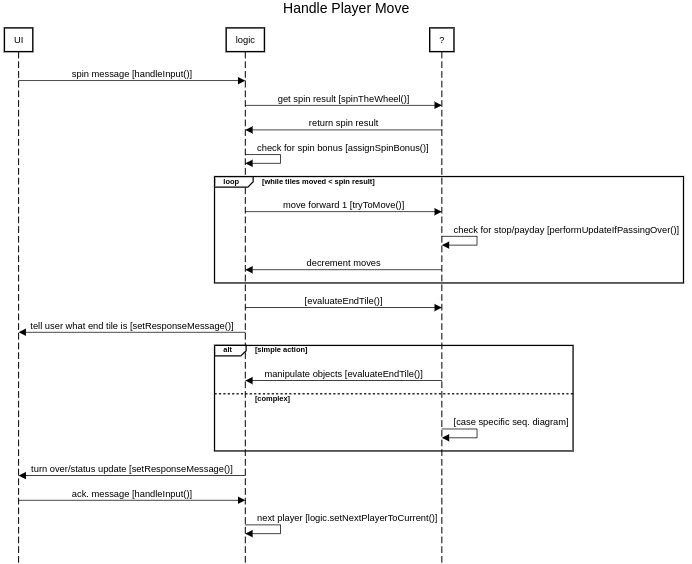 Handle Player Move
UI
logic
?
spin message [handleInput()]
get spin result [spinTheWheel()]
return spin result
check for spin bonus [assignSpinBonus()]
loop
[while tiles moved < spin result]
move forward 1 [tryToMove()]
check for stop/payday [performUpdateIfPassingOver()]
decrement moves
[evaluateEndTile()]
tell user what end tile is [setResponseMessage()]
alt
[simple action]
manipulate objects [evaluateEndTile()]
[complex]
[case specific seq. diagram]
turn over/status update [setResponseMessage()]
ack. message [handleInput()]
next player [logic.setNextPlayerToCurrent()]